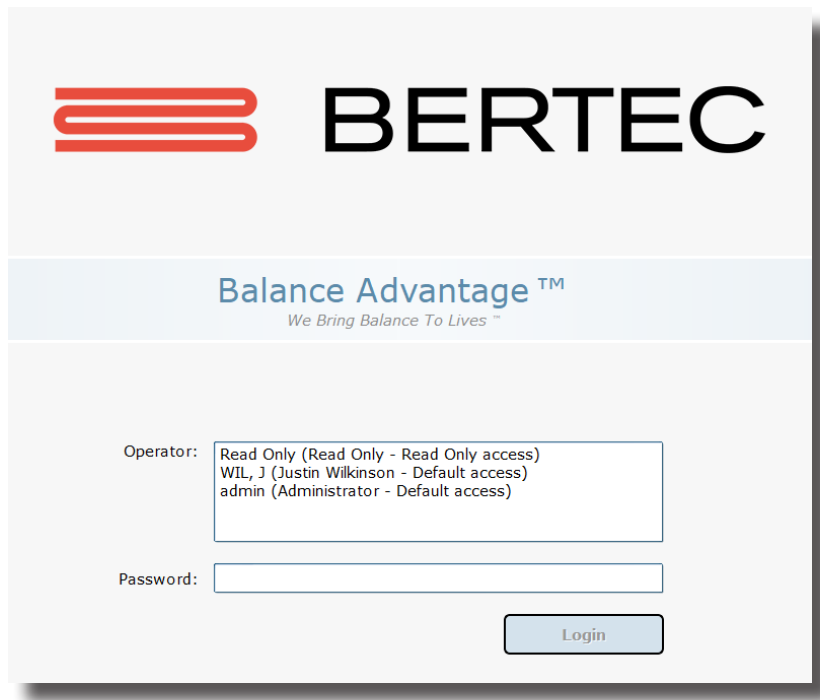 BERTEC
Balance Advantage ™
We Bring Balance To Lives ™
Operator:
Read Only (Read Only - Read Only access)
WIL, J (Justin Wilkinson - Default access)
admin (Administrator - Default access)
Password:
Login